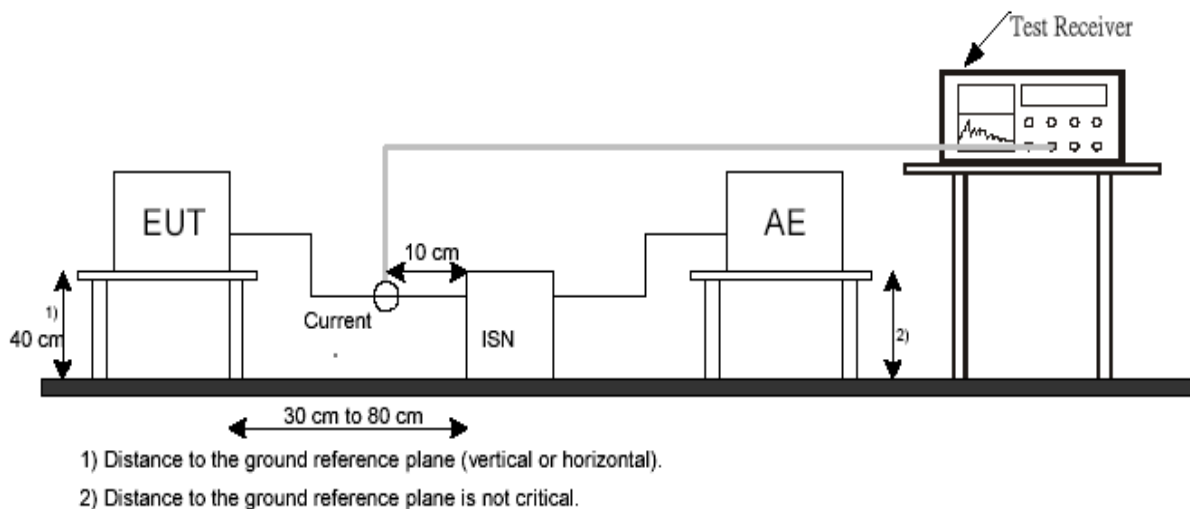 Test Receiver
EUT
AE
10 cm
1)
40 cm
Current
ISN
2)
30 cm to 80 cm
1) Distance to the ground reference plane (vertical or horizontal).
2) Distance to the ground reference plane is not critical.